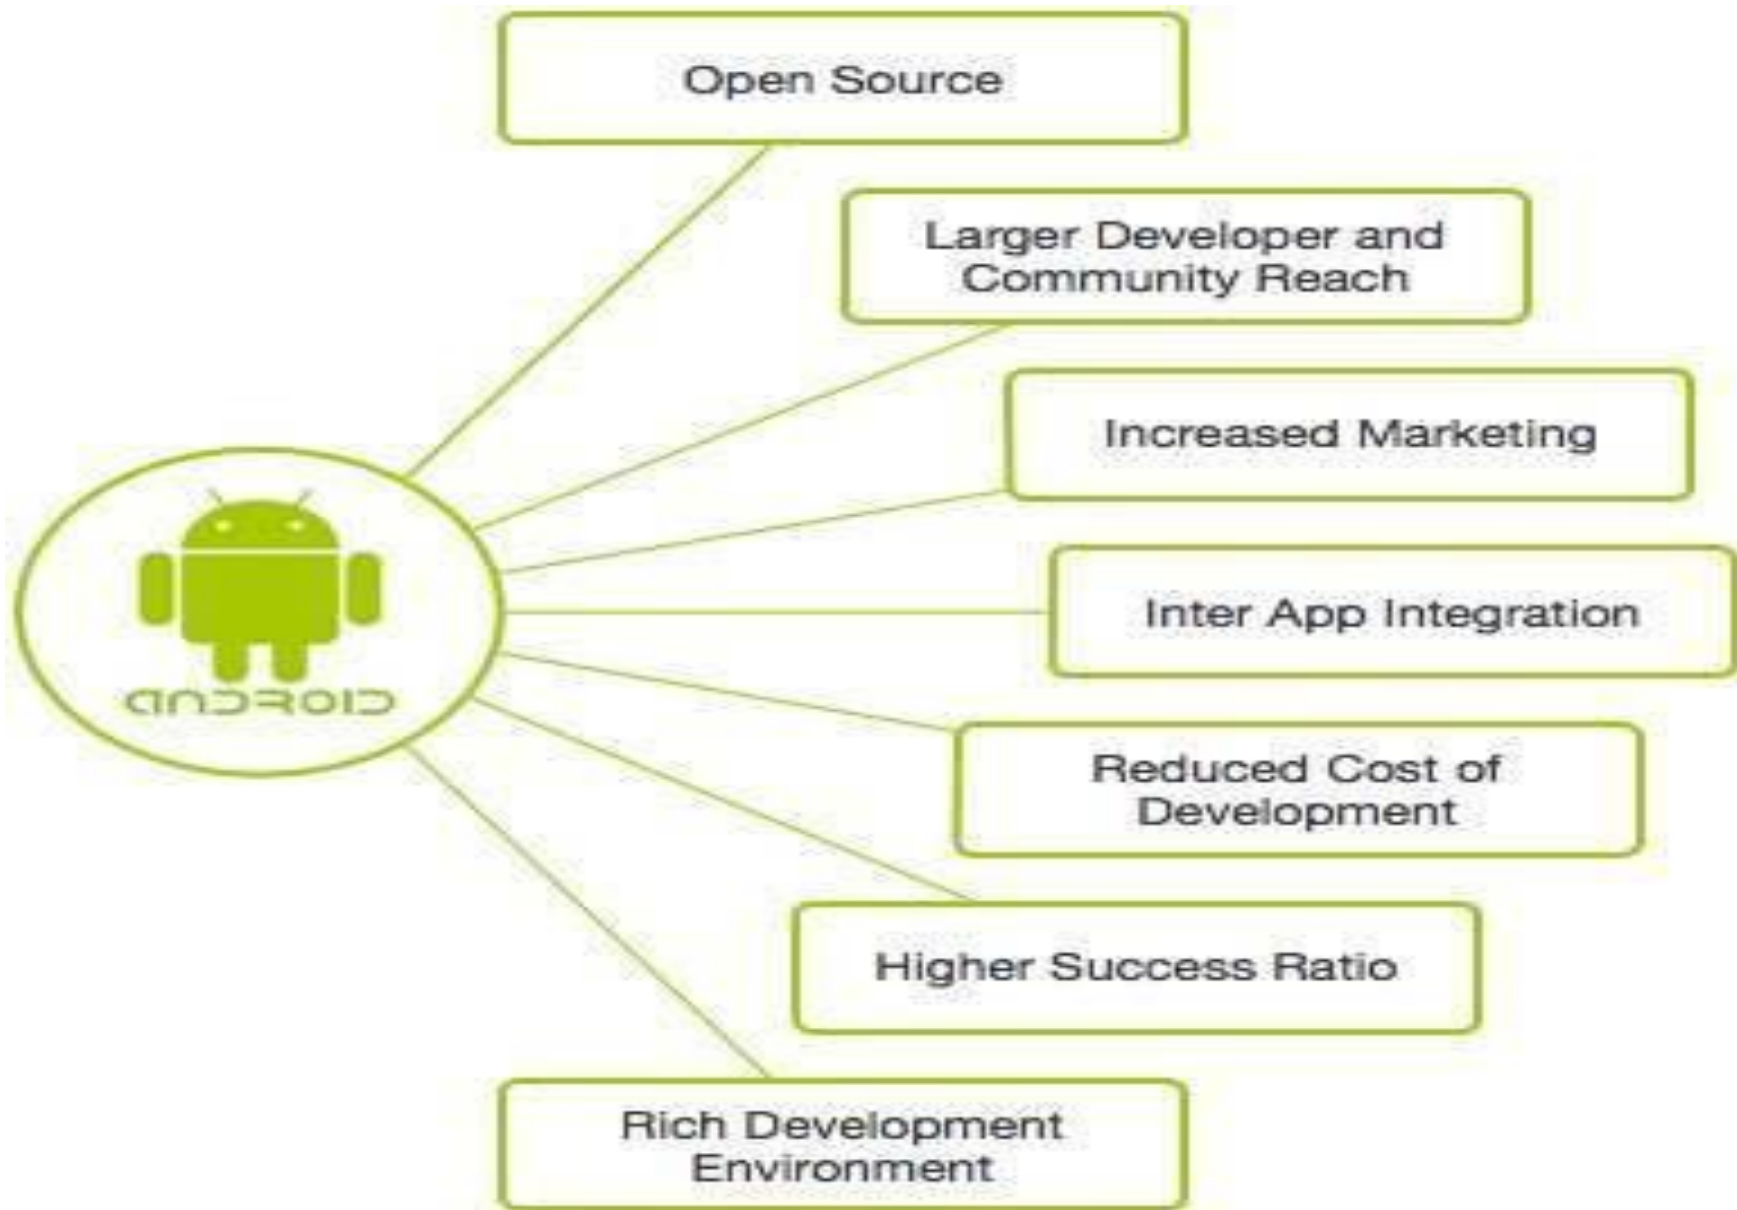 Open Source
Larger Developer and
Community Reach
Increased Marketing
Inter App Integration
ANDROID
Reduced Cost of
Development
Higher Success Ratio
Rich Development
Environment